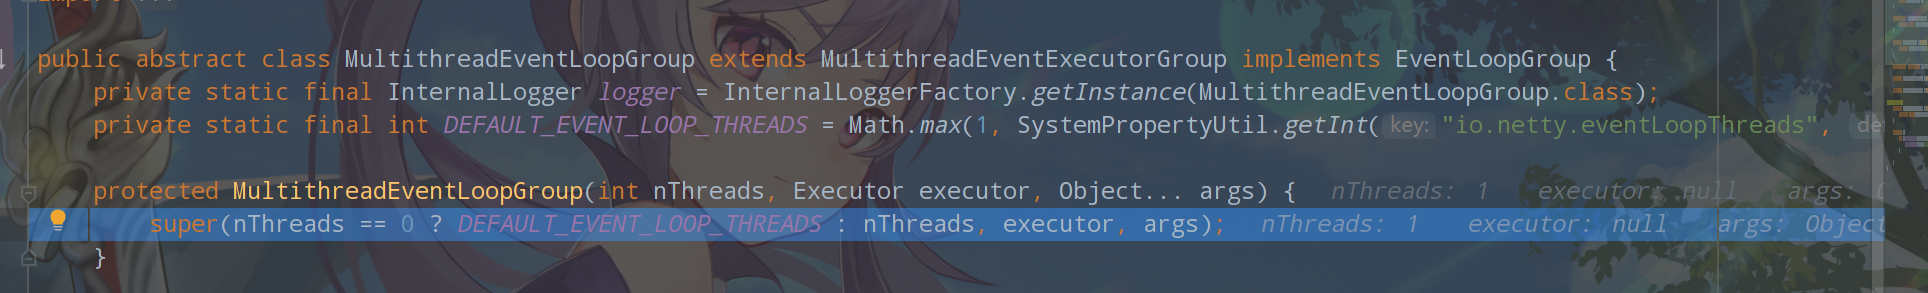 public abstract class MultithreadEventLoopGroup extends MultithreadEventExecutorGroup implements EventLoopGroup {
private static final InternalLogger logger = InternalLoggerFactory.getInstance(MultithreadEventLoopGroup.class);
private static final int DEFAULT_EVENT_LOOP_THREADS = Math.max(1, SystemPropertyUtil.getInt( key: "io.netty.eventLoopThreads",
protected MultithreadEventLoopGroup(int nThreads, Executor executor, Object... args) { nThreads: 1 executor: null args:
super(nThreads == 0 ? DEFAULT_EVENT_LOOP_THREADS : nThreads, executor, args); nThreads: 1 executor: null args: Object
}